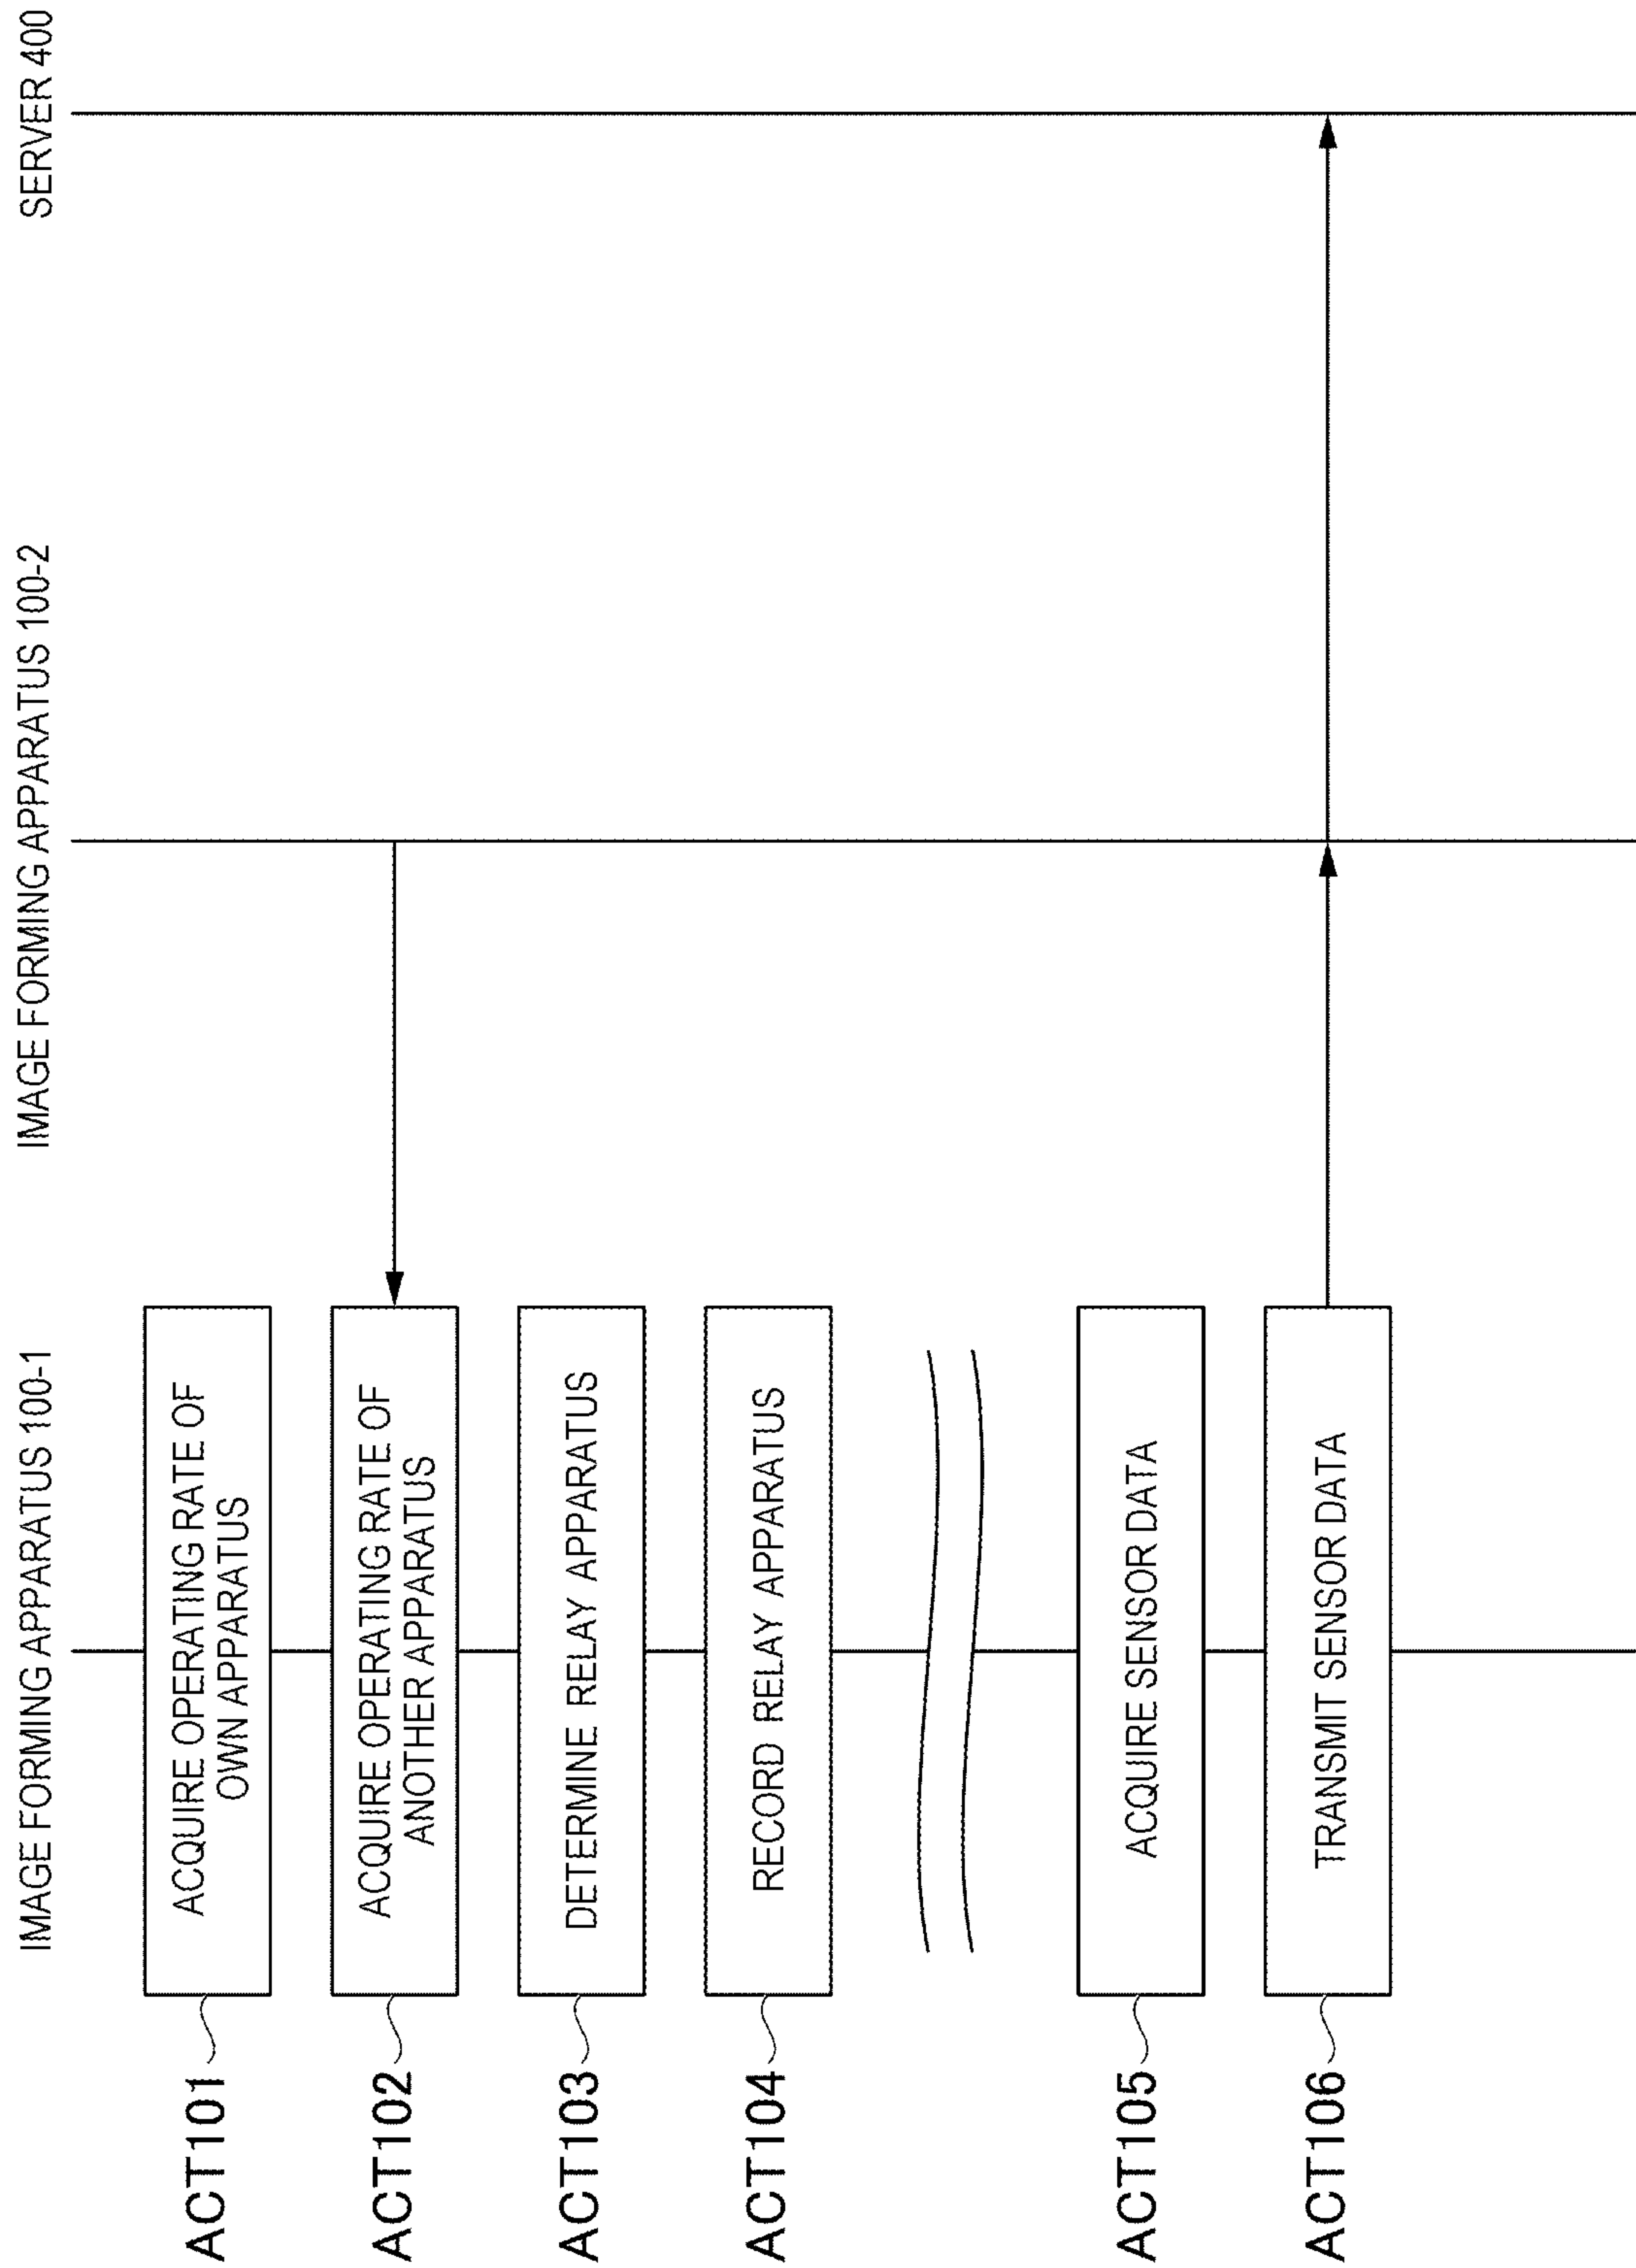 IMAGE FORMING APPARATUS 100-1
IMAGE FORMING APPARATUS 100-2
SERVER 400
ACT101
ACQUIRE OPERATING RATE OF
OWN APPARATUS
ACT102
ACQUIRE OPERATING RATE OF
ANOTHER APPARATUS
ACT103
DETERMINE RELAY APPARATUS
ACT104
RECORD RELAY APPARATUS
ACT105
ACQUIRE SENSOR DATA
ACT106
TRANSMIT SENSOR DATA